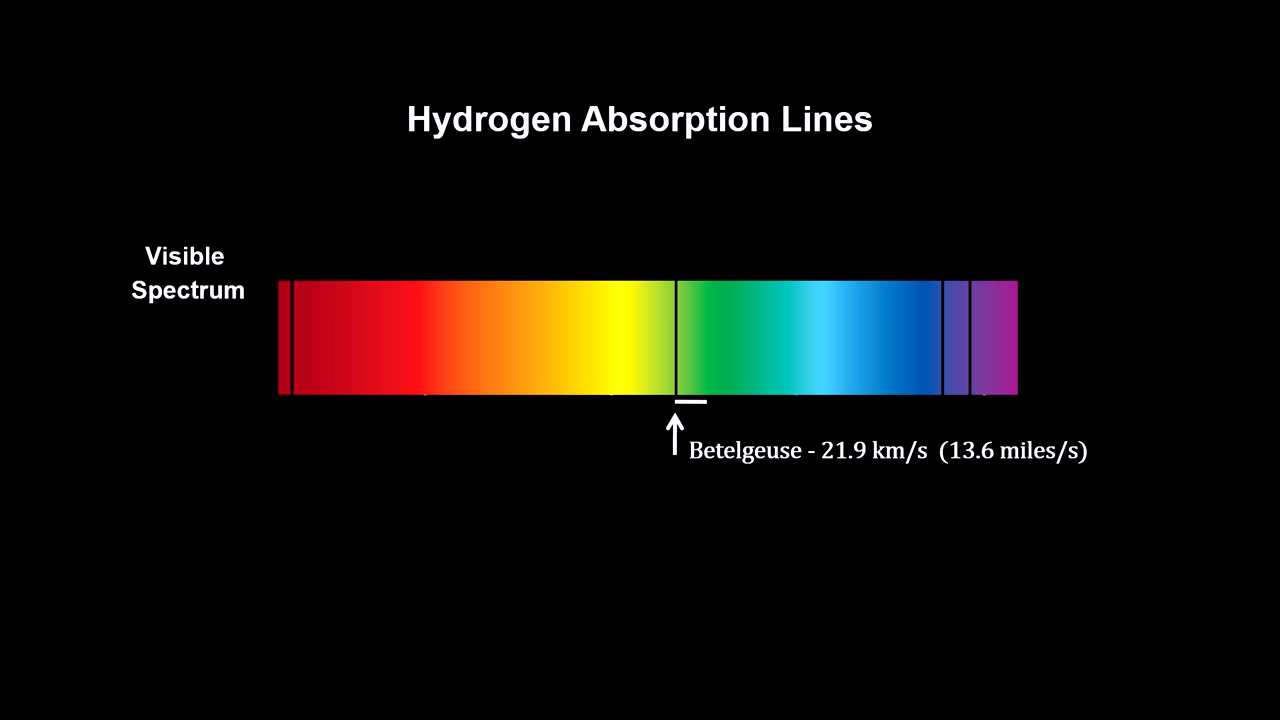 Hydrogen Absorption Lines
Visible
Spectrum
Betelgeuse - 21.9 km/s (13.6 miles/s)